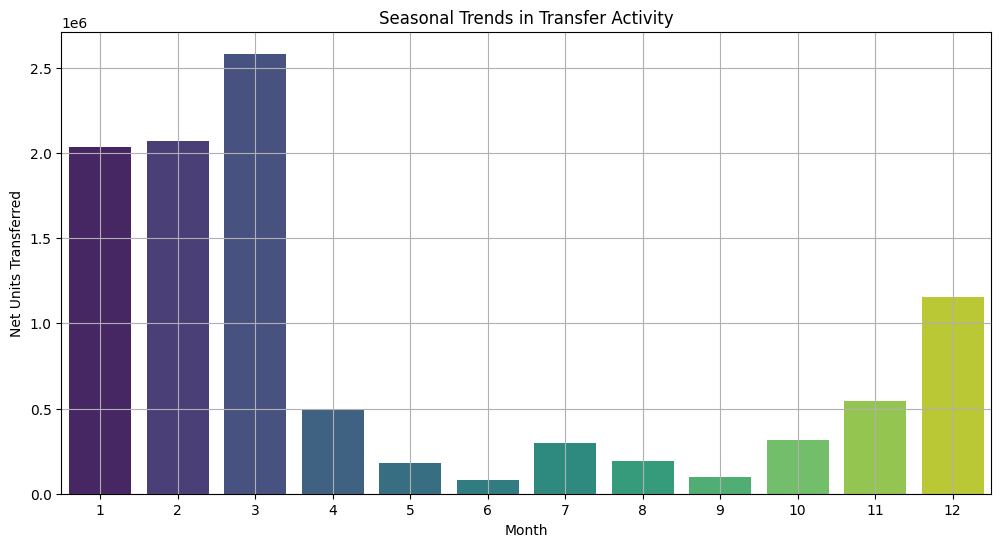 Seasonal Trends in Transfer Activity
1e6
2.5
2.0
1.5
1.0
0.5
0.0
Net Units Transferred
1 2 3 4 5 6 7 8 9 10 11 12
Month